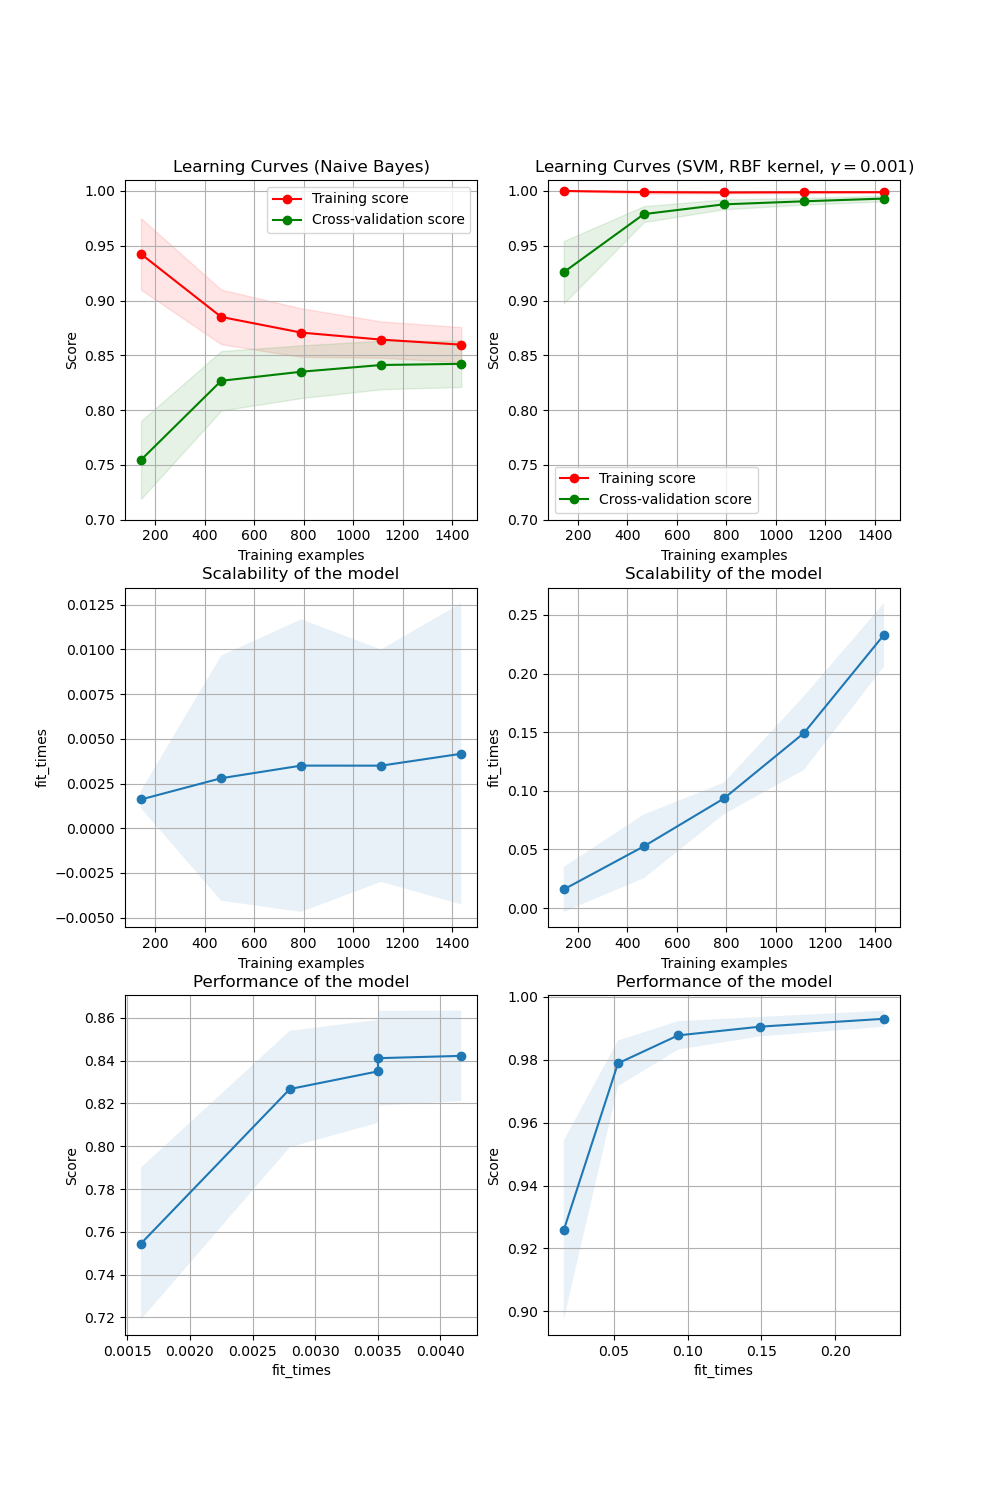 Learning Curves (Naive Bayes)
1.00
0.95
0.90
0.85
0.80
0.75
0.70
Score
Training score
Cross-validation score
200 400 600 800 1000 1200 1400
Training examples
Learning Curves (SVM, RBF kernel, γ = 0.001)
1.00
0.95
0.90
0.85
0.80
0.75
0.70
Score
Training score
Cross-validation score
200 400 600 800 1000 1200 1400
Training examples
Scalability of the model
0.0125
0.0100
0.0075
0.0050
0.0025
0.0000
−0.0025
−0.0050
fit_times
200 400 600 800 1000 1200 1400
Training examples
Scalability of the model
0.25
0.20
0.15
0.10
0.05
0.00
fit_times
200 400 600 800 1000 1200 1400
Training examples
Performance of the model
0.86
0.84
0.82
0.80
0.78
0.76
0.74
0.72
Score
0.0015 0.0020 0.0025 0.0030 0.0035 0.0040
fit_times
Performance of the model
1.00
0.98
0.96
0.94
0.92
0.90
Score
0.05 0.10 0.15 0.20
fit_times